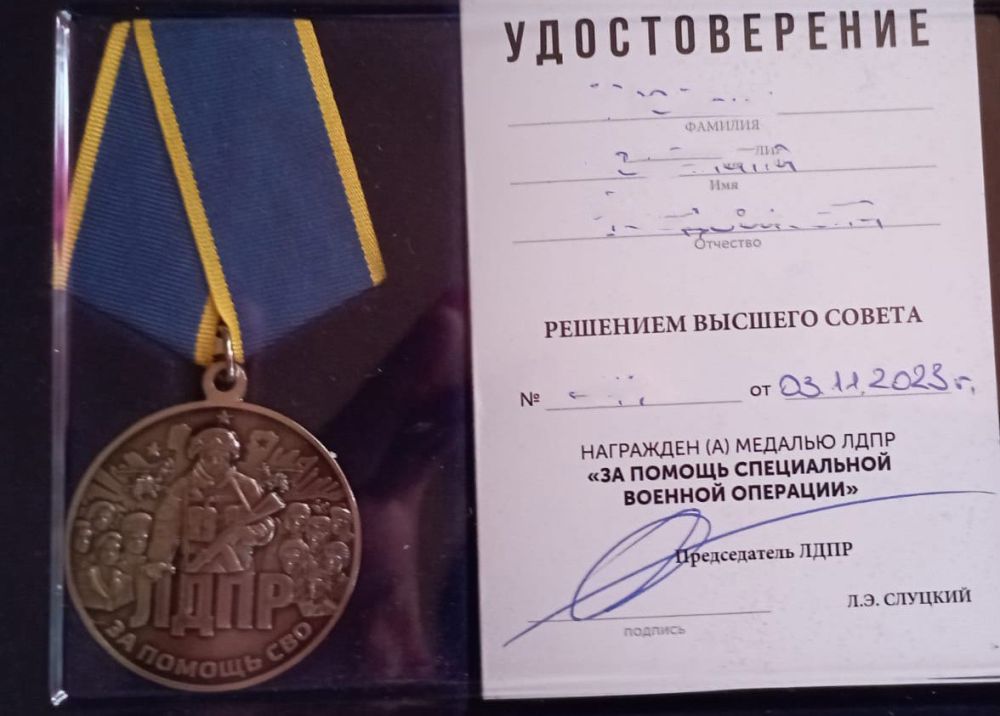 ЛДПР
ЗА ПОМОЩЬ СВО
УДОСТОВЕРЕНИЕ
ФАМИЛИЯ
Имя
Отчество
РЕШЕНИЕМ ВЫСШЕГО СОВЕТА
№ от 03.11.2023 г.
НАГРАЖДЕН (А) МЕДАЛЬЮ ЛДПР
«ЗА ПОМОЩЬ СПЕЦИАЛЬНОЙ
ВОЕННОЙ ОПЕРАЦИИ»
Председатель ЛДПР
Л.Э. СЛУЦКИЙ
подпись